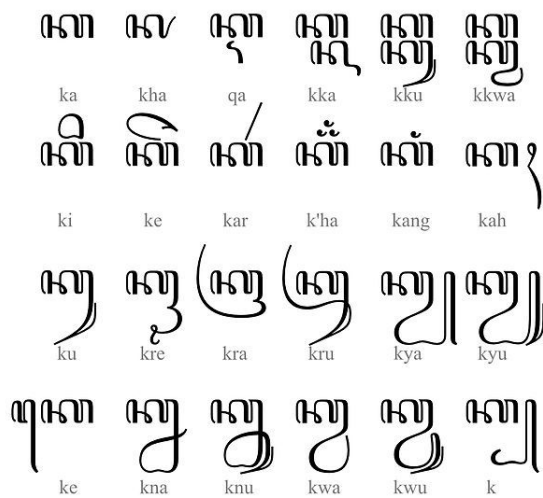 ꦏ ꦑ ꦐ ꦏ꧀ꦏ ꦏ꧀ꦏꦸ ꦏ꧀ꦏ꧀ꦮ
ka kha qa kka kku kkwa
ꦏꦶ ꦏꦼ ꦏꦂ ꦏ꦳ ꦏꦁ ꦏꦃ
ki ke kar k'ha kang kah
ꦏꦸ ꦏꦽ ꦏꦿ ꦏꦿꦸ ꦏꦾ ꦏꦾꦸ
ku kre kra kru kya kyu
ꦏꦺ ꦏ꧀ꦤ ꦏ꧀ꦤꦸ ꦏ꧀ꦮ ꦏ꧀ꦮꦸ ꦏ꧀
ke kna knu kwa kwu k